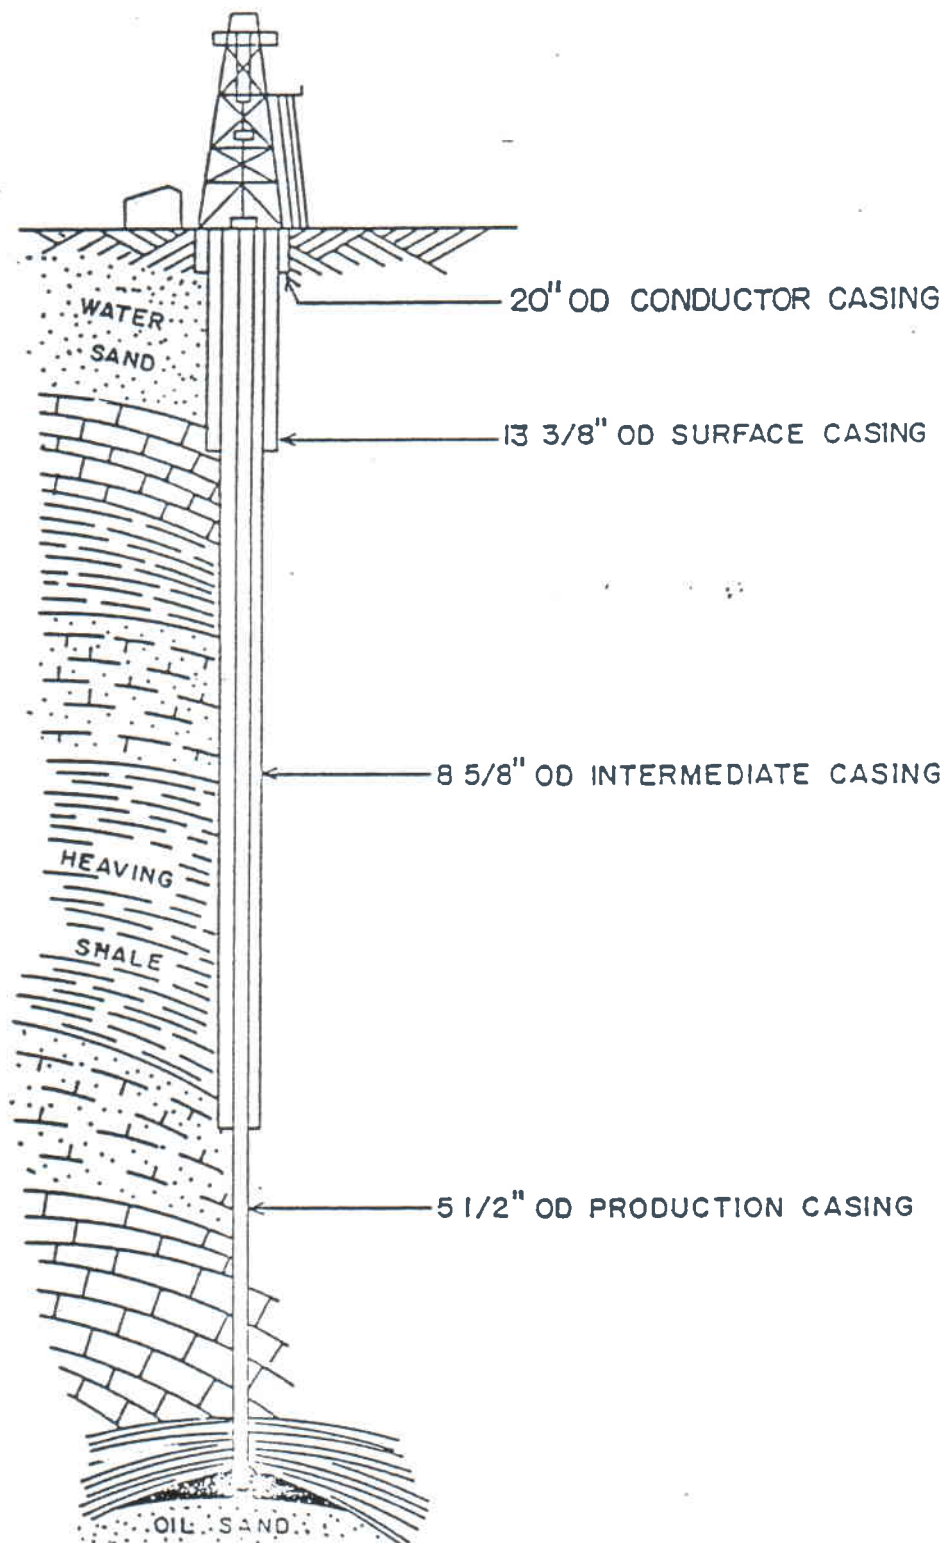 WATER
SAND
20" OD CONDUCTOR CASING
13 3/8" OD SURFACE CASING
8 5/8" OD INTERMEDIATE CASING
HEAVING
SHALE
5 1/2" OD PRODUCTION CASING
OIL SAND